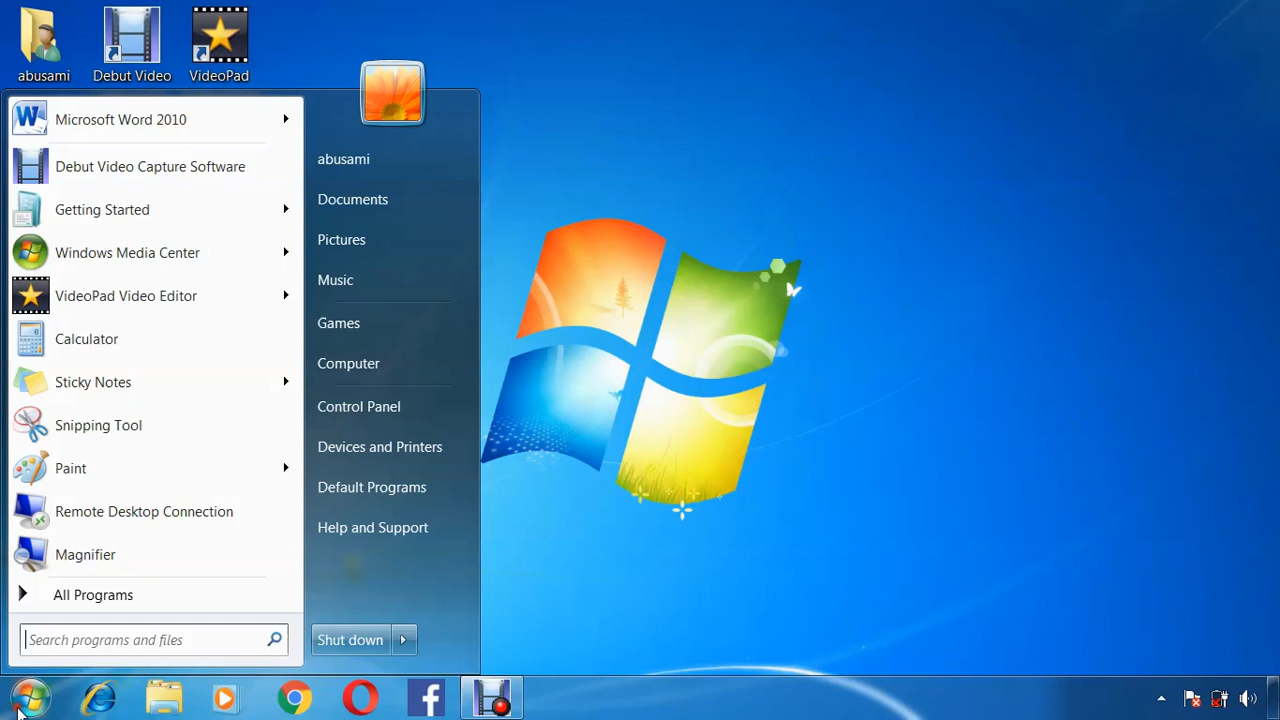 abusami
Debut Video
VideoPad
Microsoft Word 2010
Debut Video Capture Software
Getting Started
Windows Media Center
VideoPad Video Editor
Calculator
Sticky Notes
Snipping Tool
Paint
Remote Desktop Connection
Magnifier
All Programs
Search programs and files
abusami
Documents
Pictures
Music
Games
Computer
Control Panel
Devices and Printers
Default Programs
Help and Support
Shut down